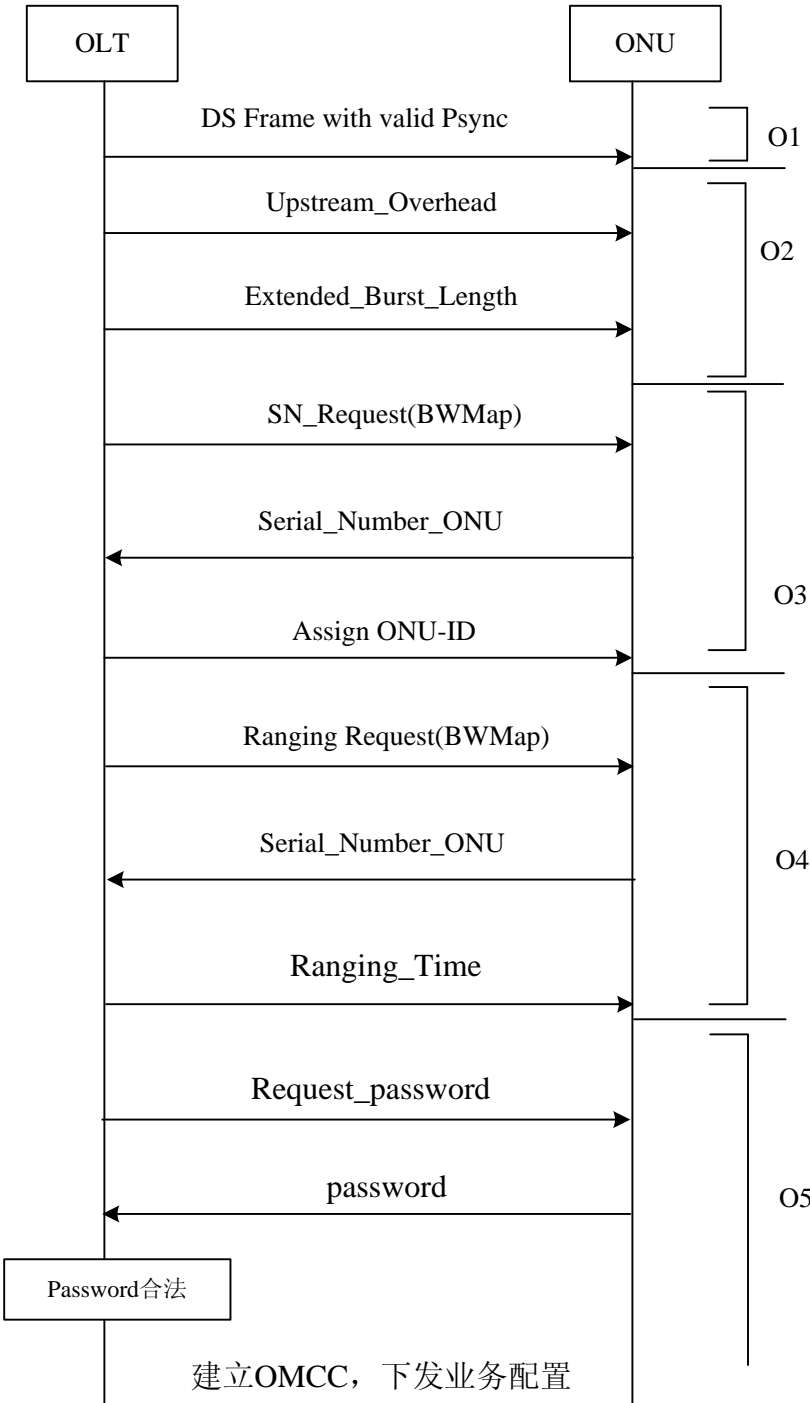 OLT
ONU
DS Frame with valid Psync
O1
Upstream_Overhead
O2
Extended_Burst_Length
SN_Request(BWMap)
Serial_Number_ONU
O3
Assign ONU-ID
Ranging Request(BWMap)
Serial_Number_ONU
O4
Ranging_Time
Request_password
password
O5
Password合法
建立OMCC，下发业务配置